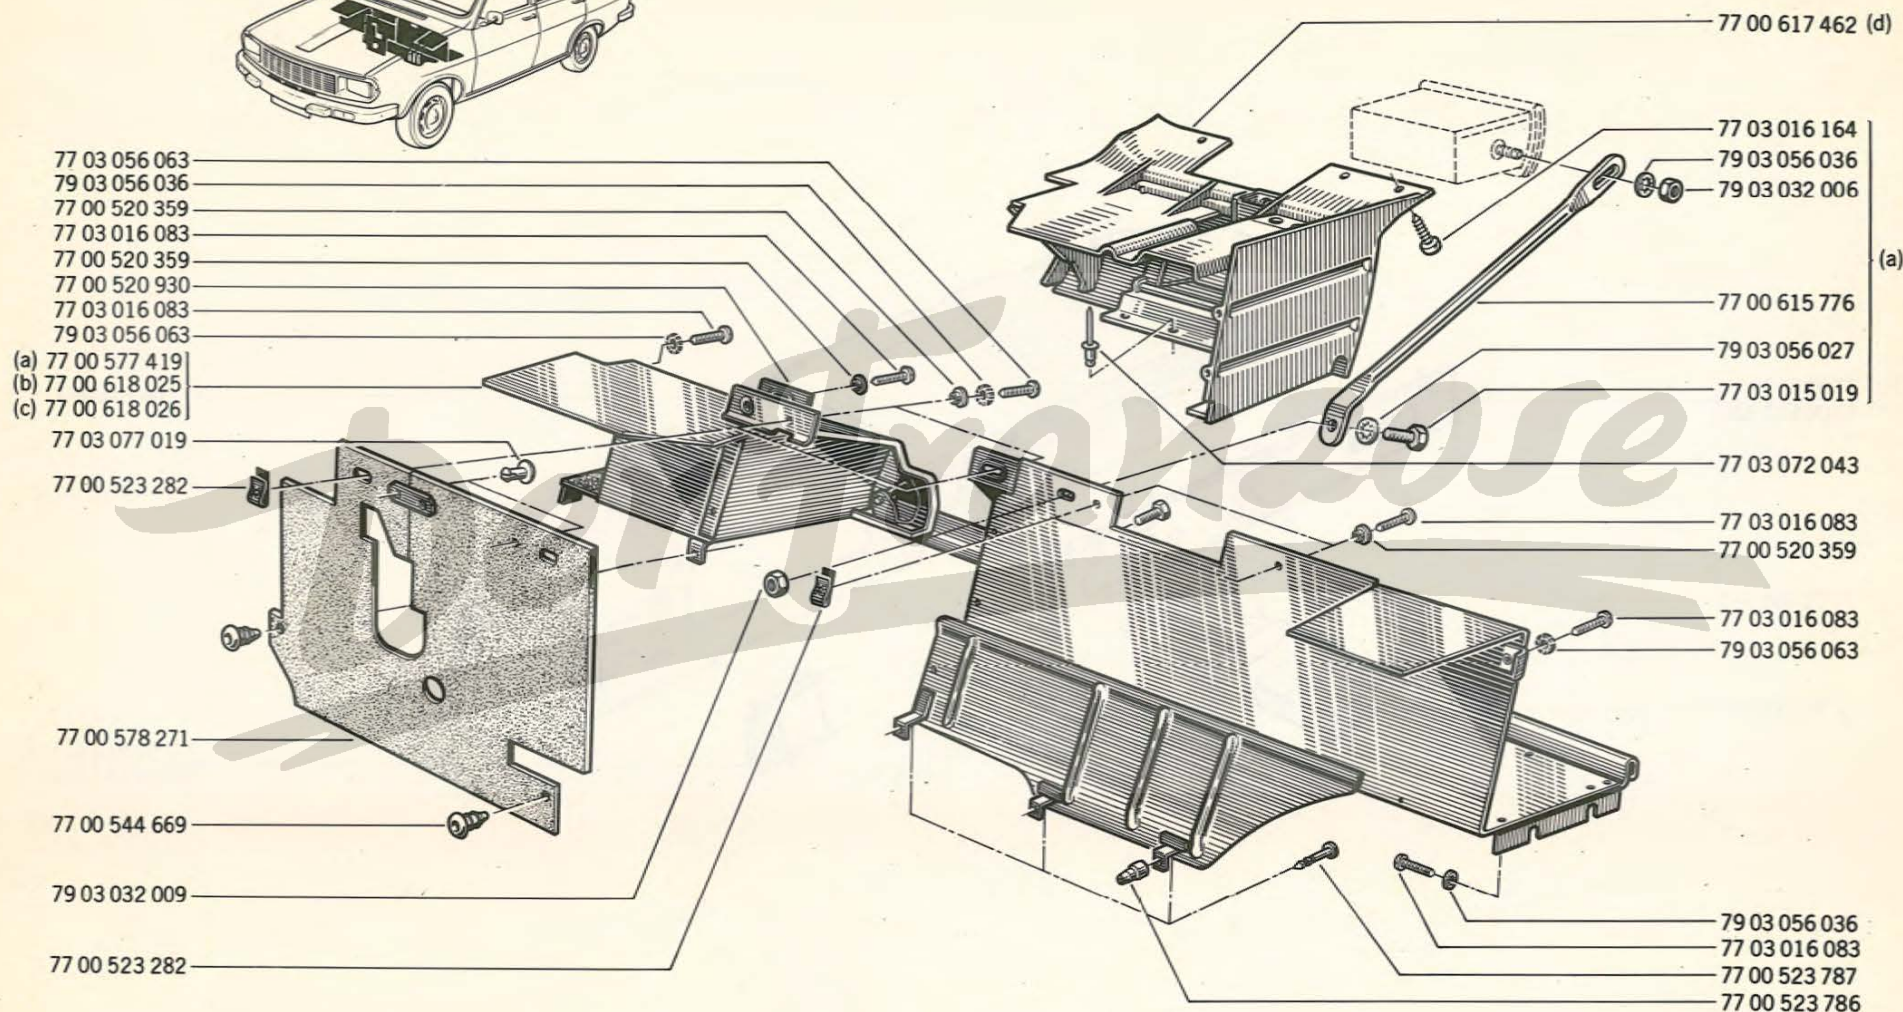 77 03 056 063
79 03 056 036
77 00 520 359
77 03 016 083
77 00 520 359
77 00 520 930
77 03 016 083
79 03 056 063
(a) 77 00 577 419
(b) 77 00 618 025
(c) 77 00 618 026
77 03 077 019
77 00 523 282
77 00 578 271
77 00 544 669
79 03 032 009
77 00 523 282
77 00 617 462 (d)
77 03 016 164
79 03 056 036
79 03 032 006
(a)
77 00 615 776
79 03 056 027
77 03 015 019
77 03 072 043
77 03 016 083
77 00 520 359
77 03 016 083
79 03 056 063
79 03 056 036
77 03 016 083
77 00 523 787
77 00 523 786
Der Franzose